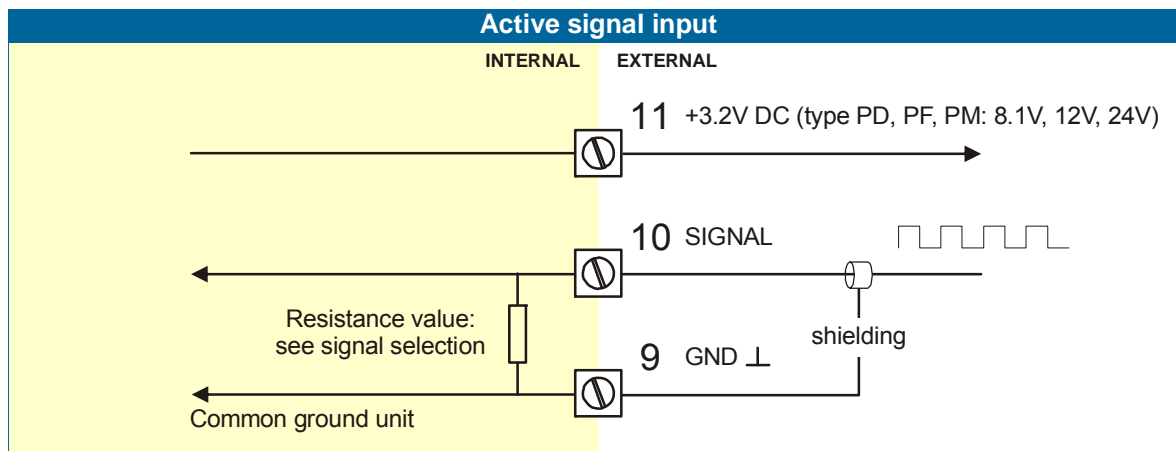 Active signal input
INTERNAL EXTERNAL
11 +3.2V DC (type PD, PF, PM: 8.1V, 12V, 24V)
10 SIGNAL
Resistance value:
see signal selection
shielding
9 GND
Common ground unit